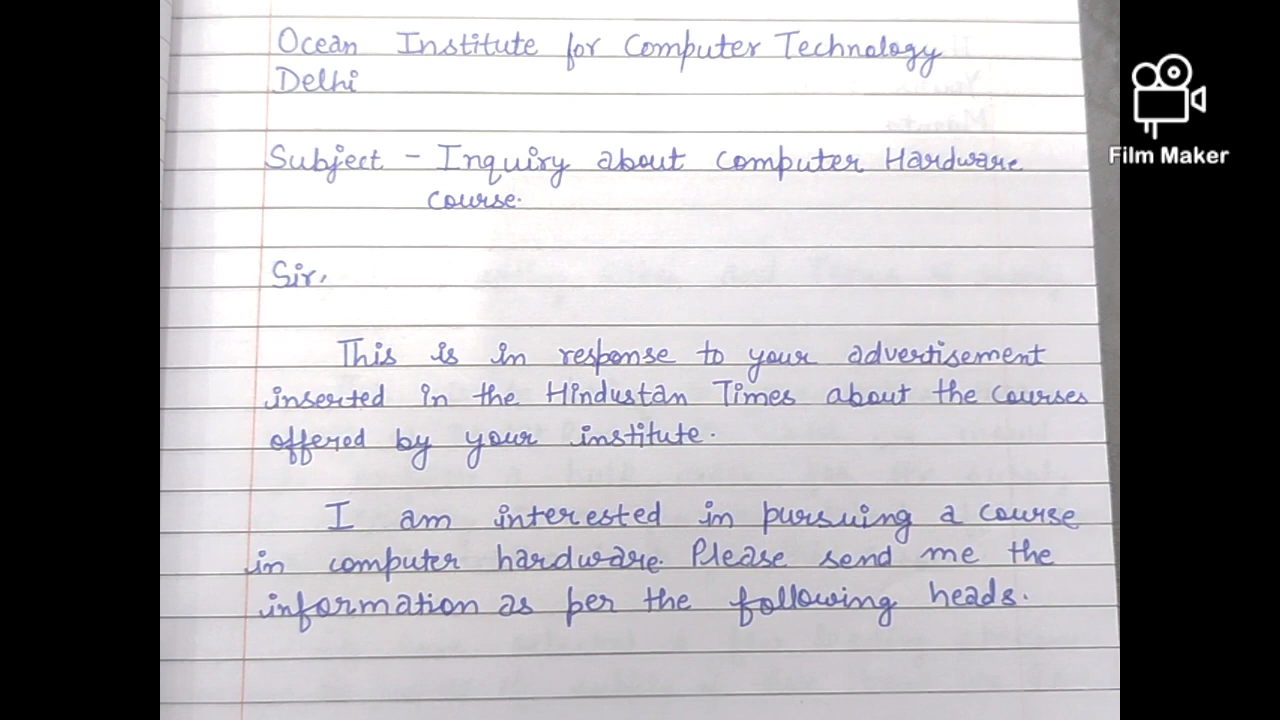 Ocean Institute for Computer Technology
Delhi
Subject - Inquiry about computer Hardware
course.
Sir,
This is in response to your advertisement
inserted in the Hindustan Times about the courses
offered by your institute.
I am interested in pursuing a course
in computer hardware. Please send me the
information as per the following heads.
Film Maker